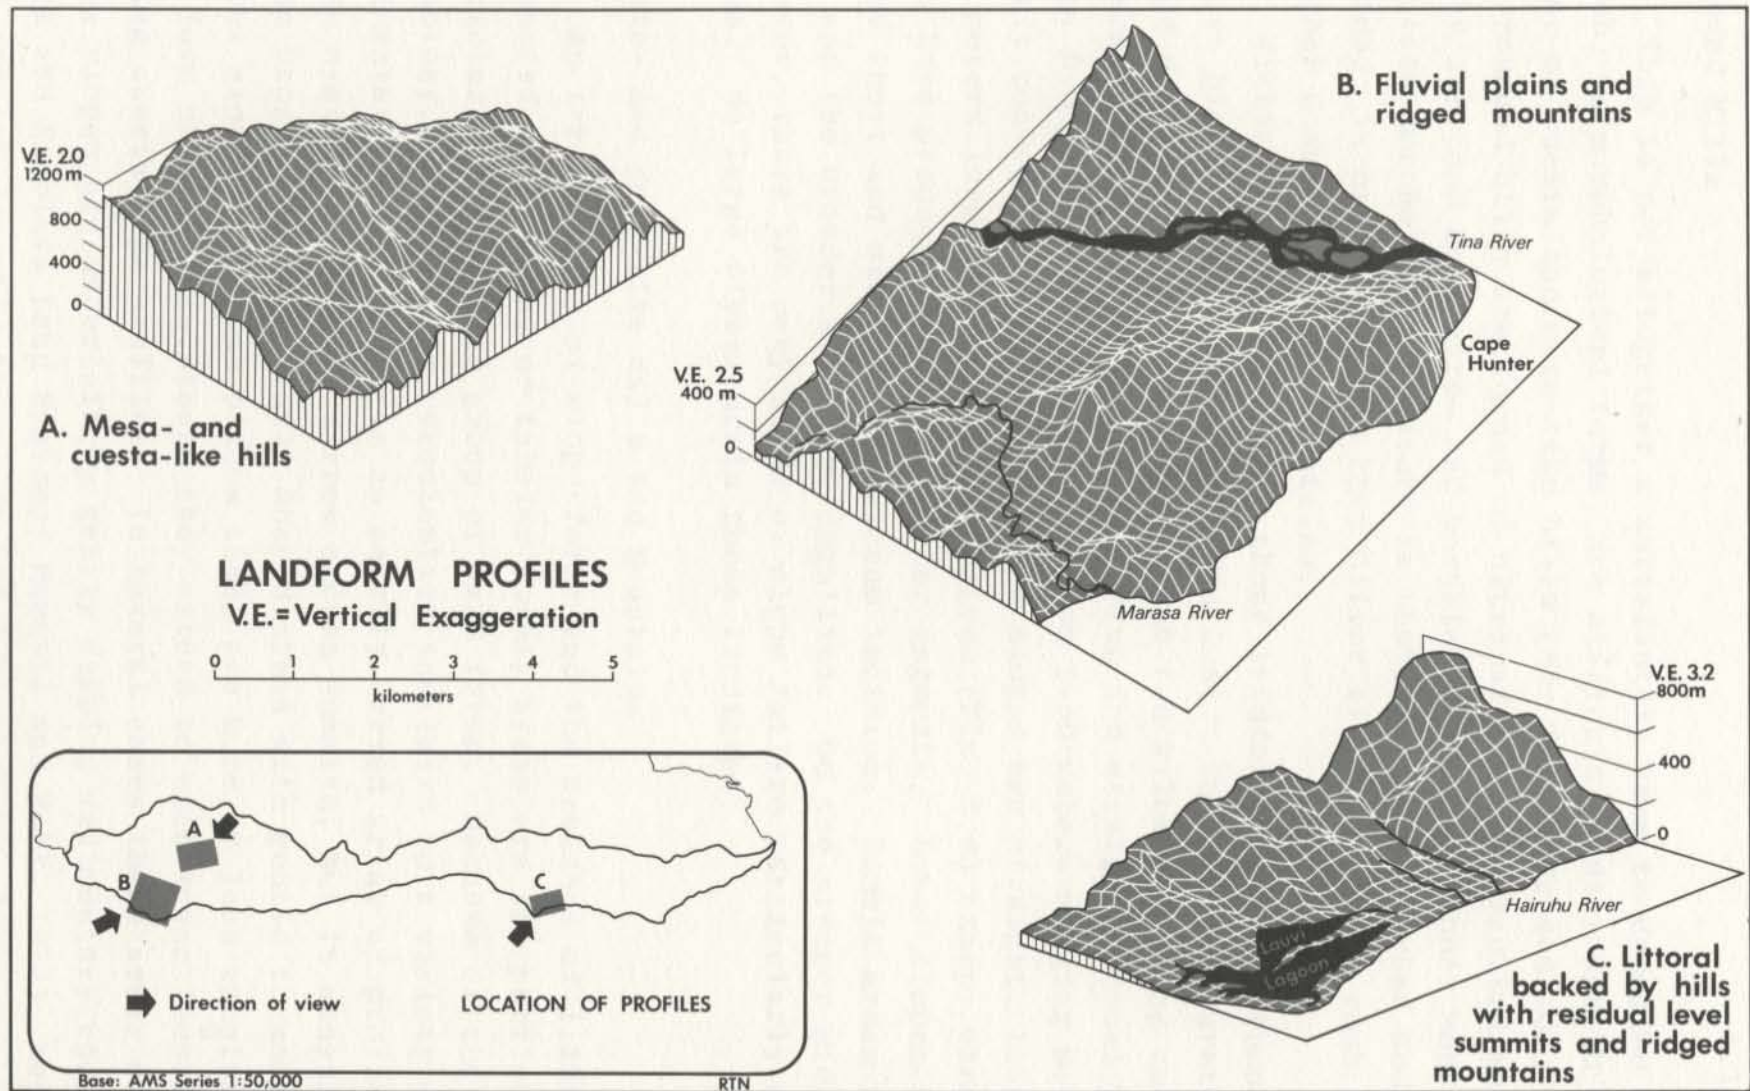 V.E. 2.0
1200 m
800
400
0
A. Mesa- and
cuesta-like hills
B. Fluvial plains and
ridged mountains
Tina River
Cape
Hunter
V.E. 2.5
400 m
0
Marasa River
LANDFORM PROFILES
V.E. = Vertical Exaggeration
0 1 2 3 4 5
kilometers
V.E. 3.2
800m
400
0
Hairuhu River
Lauvi
Lagoon
C. Littoral
backed by hills
with residual level
summits and ridged
mountains
A
B
C
Direction of view
LOCATION OF PROFILES
Base: AMS Series 1:50,000
RTN